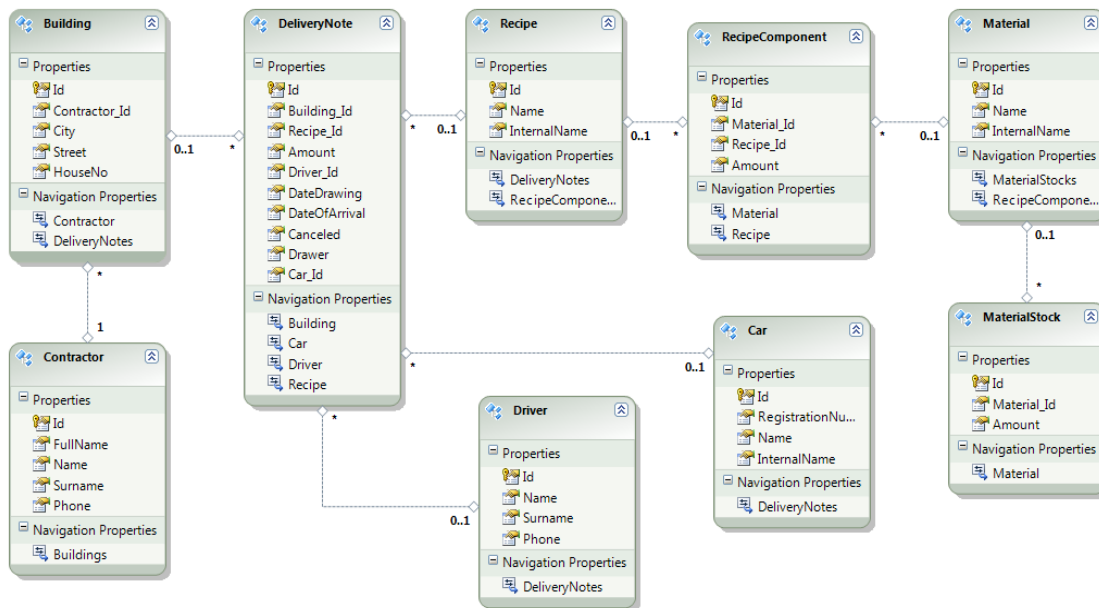 Building
Properties
Id
Contractor_Id
City
Street
HouseNo
Navigation Properties
Contractor
DeliveryNotes
0..1
*
*
1
Contractor
Properties
Id
FullName
Name
Surname
Phone
Navigation Properties
Buildings
DeliveryNote
Properties
Id
Building_Id
Recipe_Id
Amount
Driver_Id
DateDrawing
DateOfArrival
Canceled
Drawer
Car_Id
Navigation Properties
Building
Car
Driver
Recipe
*
0..1
*
0..1
*
0..1
Recipe
Properties
Id
Name
InternalName
Navigation Properties
DeliveryNotes
RecipeCompone...
0..1
*
Driver
Properties
Id
Name
Surname
Phone
Navigation Properties
DeliveryNotes
RecipeComponent
Properties
Id
Material_Id
Recipe_Id
Amount
Navigation Properties
Material
Recipe
*
0..1
Car
Properties
Id
RegistrationNu...
Name
InternalName
Navigation Properties
DeliveryNotes
Material
Properties
Id
Name
InternalName
Navigation Properties
MaterialStocks
RecipeCompone...
0..1
*
MaterialStock
Properties
Id
Material_Id
Amount
Navigation Properties
Material